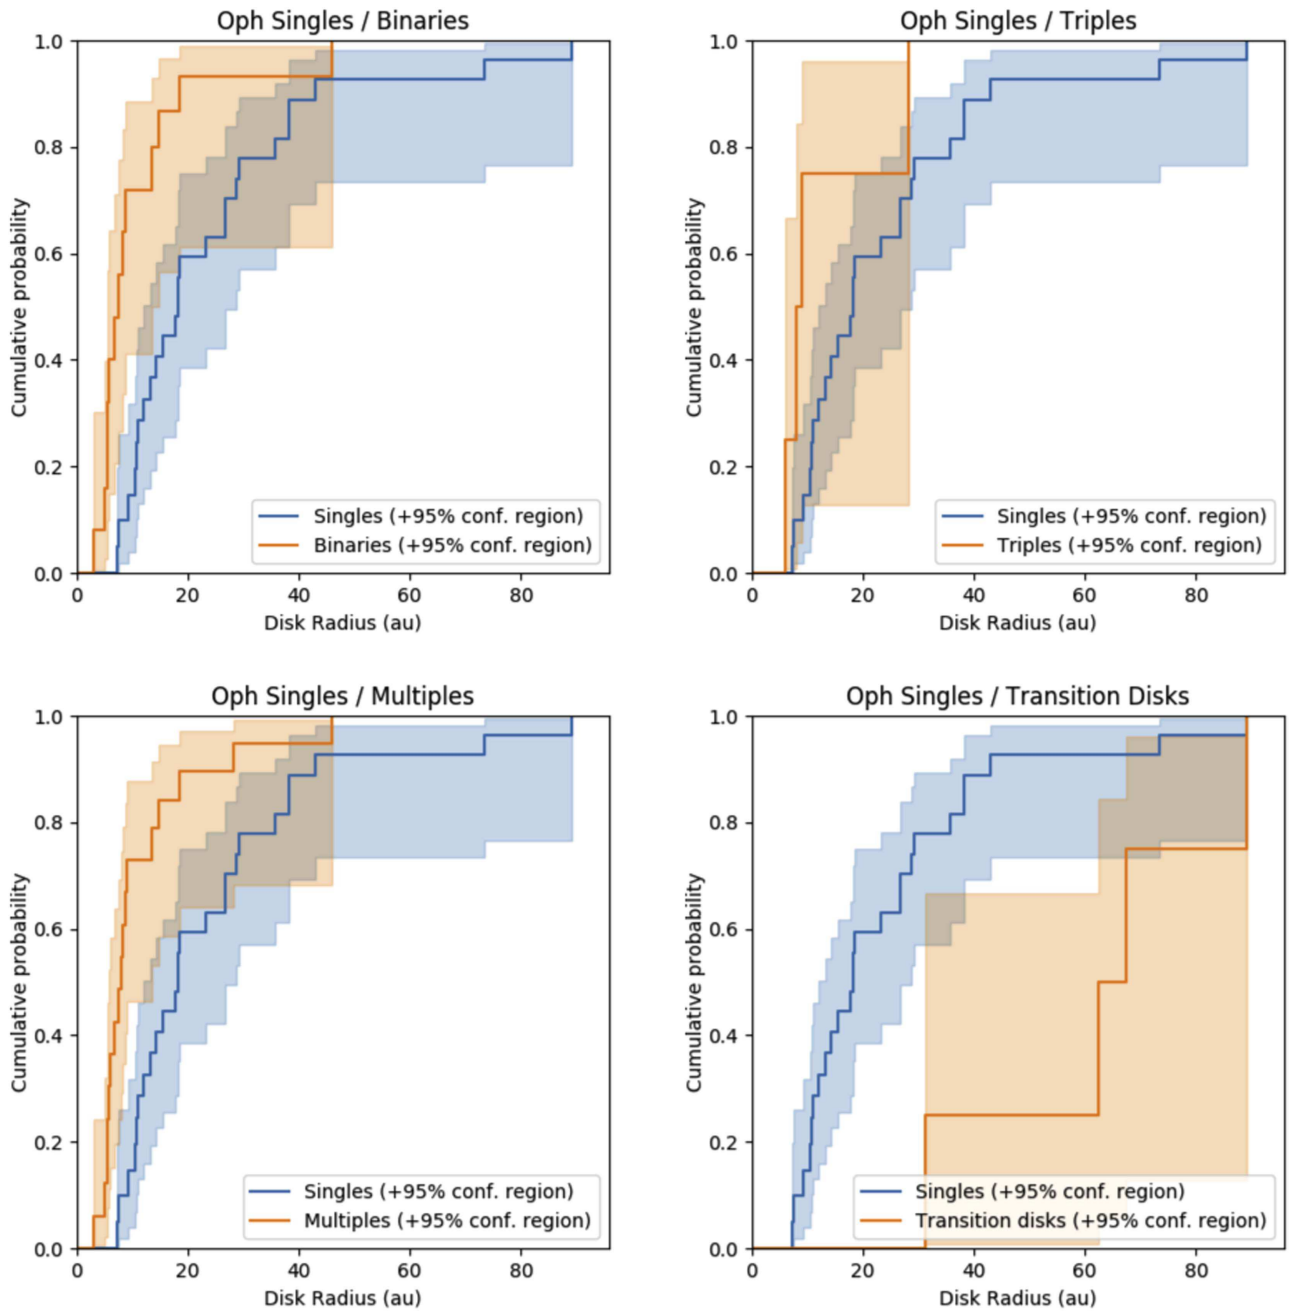 Oph Singles / Binaries
1.0
0.8
0.6
0.4
0.2
0.0
Cumulative probability
Singles (+95% conf. region)
Binaries (+95% conf. region)
0 20 40 60 80
Disk Radius (au)
Oph Singles / Triples
1.0
0.8
0.6
0.4
0.2
0.0
Cumulative probability
Singles (+95% conf. region)
Triples (+95% conf. region)
0 20 40 60 80
Disk Radius (au)
Oph Singles / Multiples
1.0
0.8
0.6
0.4
0.2
0.0
Cumulative probability
Singles (+95% conf. region)
Multiples (+95% conf. region)
0 20 40 60 80
Disk Radius (au)
Oph Singles / Transition Disks
1.0
0.8
0.6
0.4
0.2
0.0
Cumulative probability
Singles (+95% conf. region)
Transition disks (+95% conf. region)
0 20 40 60 80
Disk Radius (au)